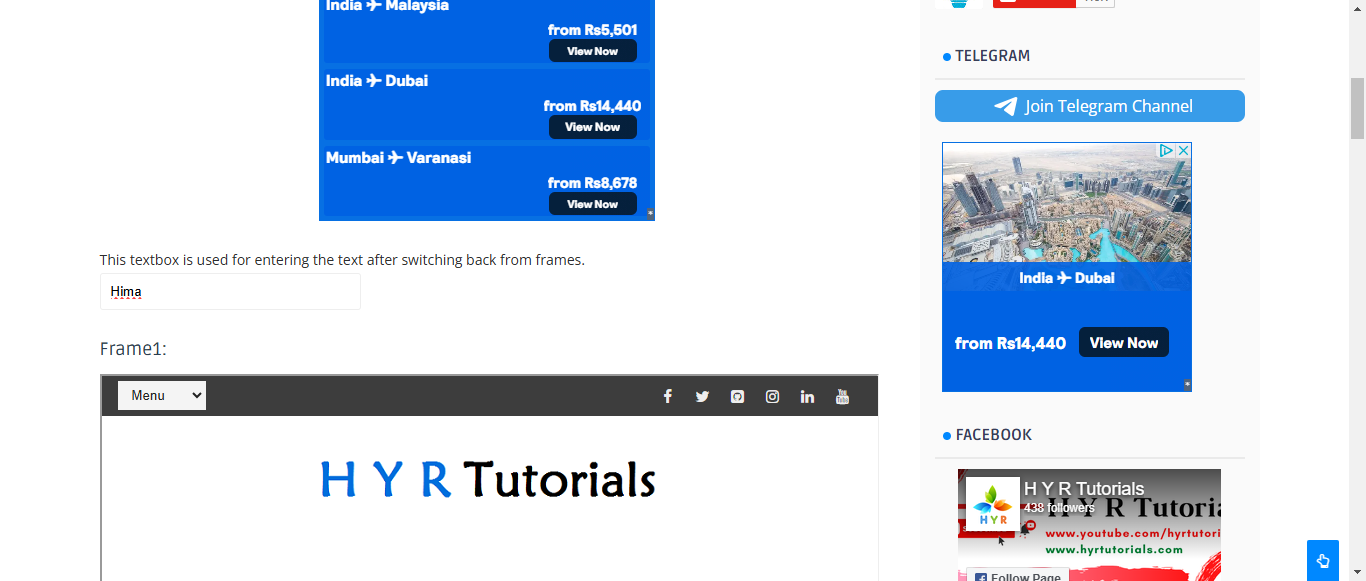 India ✈ Malaysia
from Rs5,501
View Now
India ✈ Dubai
from Rs14,440
View Now
Mumbai ✈ Varanasi
from Rs8,678
View Now
This textbox is used for entering the text after switching back from frames.
Hima
Frame1:
Menu
You
Tube
H Y R Tutorials
TELEGRAM
Join Telegram Channel
India ✈ Dubai
from Rs14,440
View Now
FACEBOOK
H Y R Tutorials
438 followers
H Y R Tutoria
HYR
www.youtube.com/hyrtutori
www.hyrtutorials.com
Follow Page